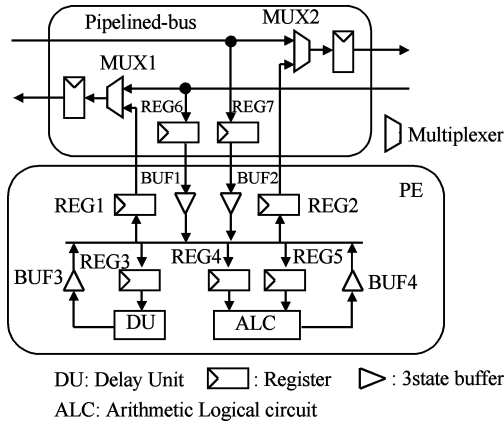 Pipelined-bus
MUX2
MUX1
REG6
REG7
Multiplexer
BUF1
BUF2
PE
REG1
REG2
REG3
REG4
REG5
BUF3
BUF4
DU
ALC
DU: Delay Unit : Register : 3state buffer
ALC: Arithmetic Logical circuit